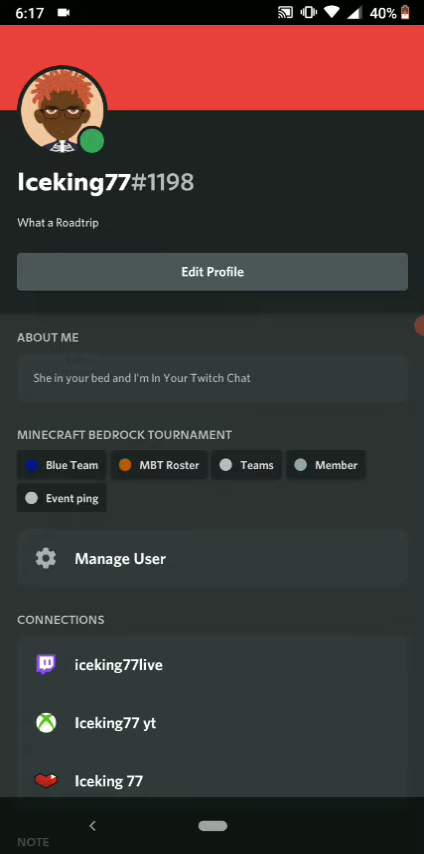 6:17 40%
Iceking77#1198
What a Roadtrip
Edit Profile
ABOUT ME
She in your bed and I'm In Your Twitch Chat
MINECRAFT BEDROCK TOURNAMENT
Blue Team MBT Roster Teams Member
Event ping
Manage User
CONNECTIONS
iceking77live
Iceking77 yt
Iceking 77
NOTE